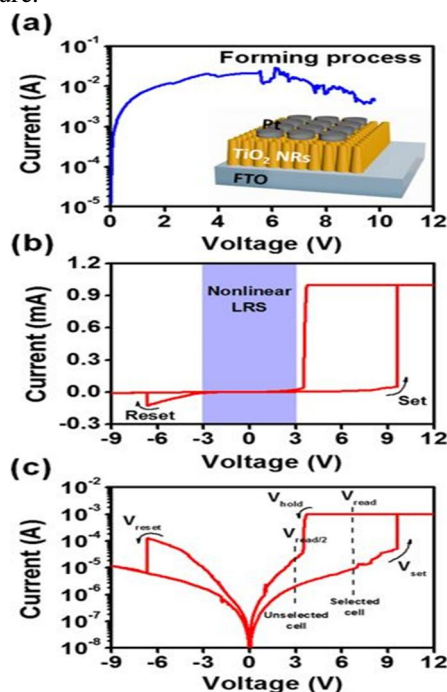 ure.
(a)
Forming process
Current (A)
10⁻¹
10⁻²
10⁻³
10⁻⁴
10⁻⁵
Pt
TiO₂ NRs
FTO
0 2 4 6 8 10 12
Voltage (V)
(b)
Current (mA)
1.2
0.9
0.6
0.3
0.0
-0.3
Nonlinear
LRS
Reset
Set
-9 -6 -3 0 3 6 9 12
Voltage (V)
(c)
Current (A)
10⁻²
10⁻³
10⁻⁴
10⁻⁵
10⁻⁶
10⁻⁷
10⁻⁸
Vreset
Vhold
Vread
Vread/2
Vset
Unselected
cell
Selected
cell
-9 -6 -3 0 3 6 9 12
Voltage (V)